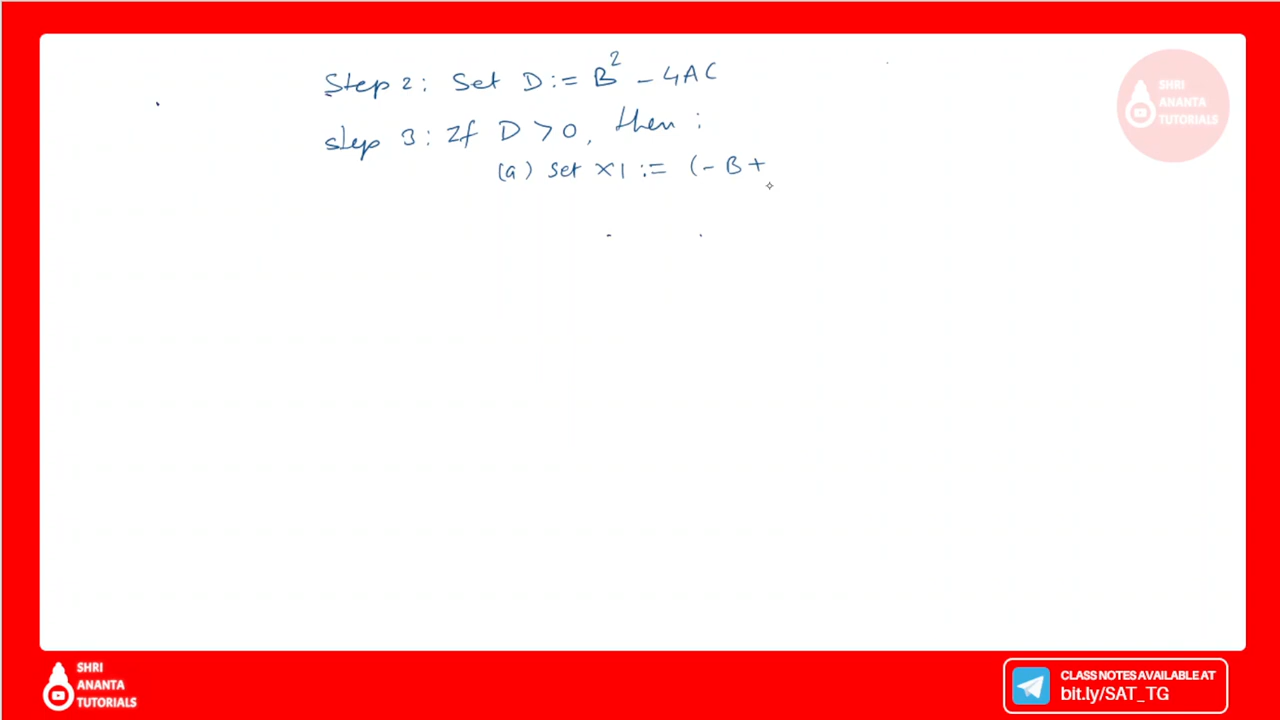 Step 2: Set D := B² - 4AC
Step 3: If D > 0, then :
(a) Set X1 := (-B +
SHRI
ANANTA
TUTORIALS
SHRI
ANANTA
TUTORIALS
CLASS NOTES AVAILABLE AT
bit.ly/SAT_TG